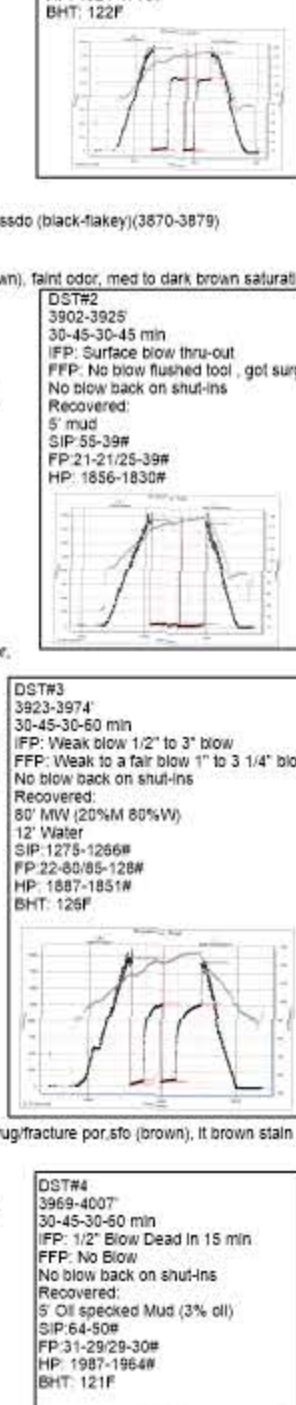 BHT: 122F
ssdo (black-flakey)(3870-3879)
wn), faint odor, med to dark brown saturati
DST#2
3902-3925'
30-45-30-45 min
IFP: Surface blow thru-out
FFP: No blow flushed tool , got surg
No blow back on shut-ins
Recovered:
5' mud
SIP:55-39#
FP:21-21/25-39#
HP: 1856-1830#
r,
DST#3
3923-3974'
30-45-30-60 min
IFP: Weak blow 1/2" to 3" blow
FFP: Weak to a fair blow 1" to 3 1/4" blo
No blow back on shut-ins
Recovered:
80' MW (20%M 80%W)
12' Water
SIP:1275-1266#
FP:22-80/85-128#
HP: 1887-1851#
BHT: 126F
ug/fracture por,sfo (brown), lt brown stain
DST#4
3969-4007'
30-45-30-60 min
IFP: 1/2" Blow Dead in 15 min
FFP: No Blow
No blow back on shut-ins
Recovered:
5' Oil specked Mud (3% oil)
SIP:64-50#
FP:31-29/29-30#
HP: 1987-1964#
BHT: 121F